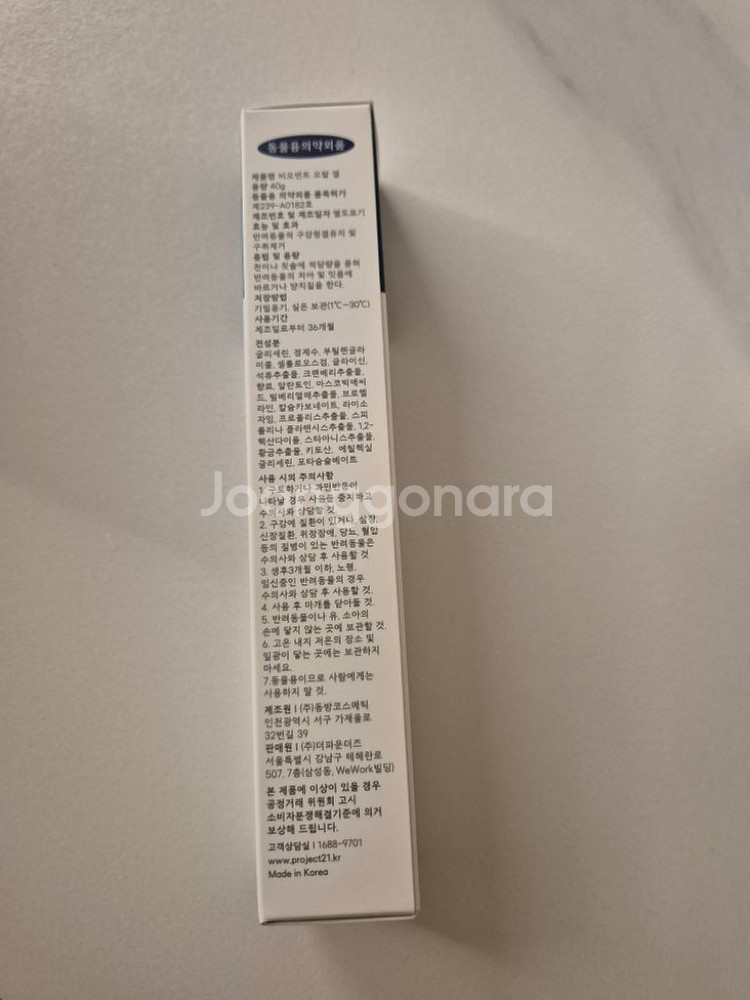 동물용의약외품
제품명 비오먼트 오랄 겔
용량 40g
동물용 의약외품 품목허가
제239-A0182호
제조번호 및 제조일자 별도표기
효능 및 효과
반려동물의 구강청결유지 및
구취제거
용법 및 용량
천이나 칫솔에 적당량을 묻혀
반려동물의 치아 및 잇몸에
바르거나 양치질을 한다.
저장방법
기밀용기, 실온 보관(1℃~30℃)
사용기간
제조일로부터 36개월
전성분
글리세린, 정제수, 부틸렌글라
이콜, 셀룰로오스검, 글라이신,
석류추출물, 크랜베리추출물,
향료, 알란토인, 아스코빅애씨
드, 빌베리열매추출물, 브로멜
라인, 칼슘카보네이트, 라이소
자임, 프로폴리스추출물, 스피
룰리나 플라텐시스추출물, 1,2-
헥산다이올, 스타아니스추출물,
황금추출물, 키토산, 에틸헥실
글리세린, 포타슘솔베이트
사용 시의 주의사항
1. 구토하거나 과민반응이
나타날 경우 사용을 중지하고
수의사와 상담할 것.
2. 구강에 질환이 있거나, 심장,
신장질환, 위장장애, 당뇨, 혈압
등의 질병이 있는 반려동물은
수의사와 상담 후 사용할 것
3. 생후3개월 이하, 노령,
임신중인 반려동물의 경우
수의사와 상담 후 사용할 것.
4. 사용 후 마개를 닫아둘 것.
5. 반려동물이나 유, 소아의
손에 닿지 않는 곳에 보관할 것.
6. 고온 내지 저온의 장소 및
일광이 닿는 곳에는 보관하지
마세요.
7.동물용이므로 사람에게는
사용하지 말 것.
제조원 I (주)동방코스메틱
인천광역시 서구 가재울로
32번길 39
판매원 I (주)더파운더즈
서울특별시 강남구 테헤란로
507, 7층(삼성동, WeWork빌딩)
본 제품에 이상이 있을 경우
공정거래 위원회 고시
소비자분쟁해결기준에 의거
보상해 드립니다.
고객상담실 I 1688-9701
www.project21.kr
Made in Korea
Joonggonara